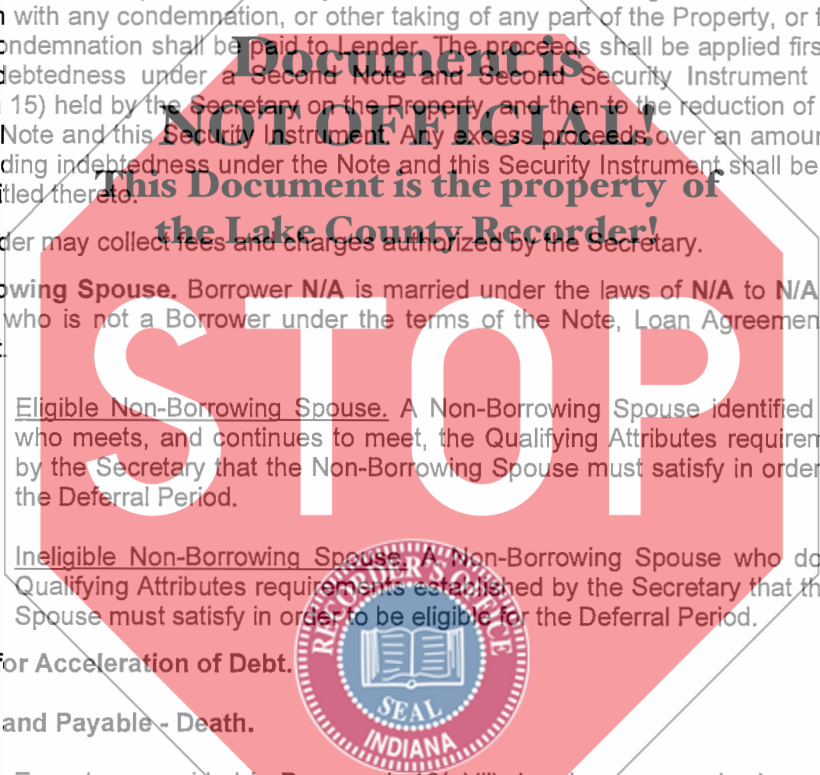 with any condemnation, or other taking of any part of the Property, or
condemnation shall be paid to Lender. The proceeds shall be applied
debtedness under a Second Note and Second Security Instrument
15) held by the Secretary on the Property, and then to the reduction of
Note and this Security Instrument. Any excess proceeds over an
ding indebtedness under the Note and this Security Instrument shall be
tled thereto.
der may collect fees and charges authorized by the Secretary.
owing Spouse. Borrower N/A is married under the laws of N/A to N/A
who is not a Borrower under the terms of the Note, Loan
Eligible Non-Borrowing Spouse. A Non-Borrowing Spouse identified
who meets, and continues to meet, the Qualifying Attributes
by the Secretary that the Non-Borrowing Spouse must satisfy in order
the Deferral Period.
Ineligible Non-Borrowing Spouse. A Non-Borrowing Spouse who
Qualifying Attributes requirements established by the Secretary that
Spouse must satisfy in order to be eligible for the Deferral Period.
for Acceleration of Debt.
and Payable - Death.
Document is
NOT OFFICIAL!
This Document is the property of
the Lake County Recorder!
STOP
RECORDER'S OFFICE
SEAL
INDIANA